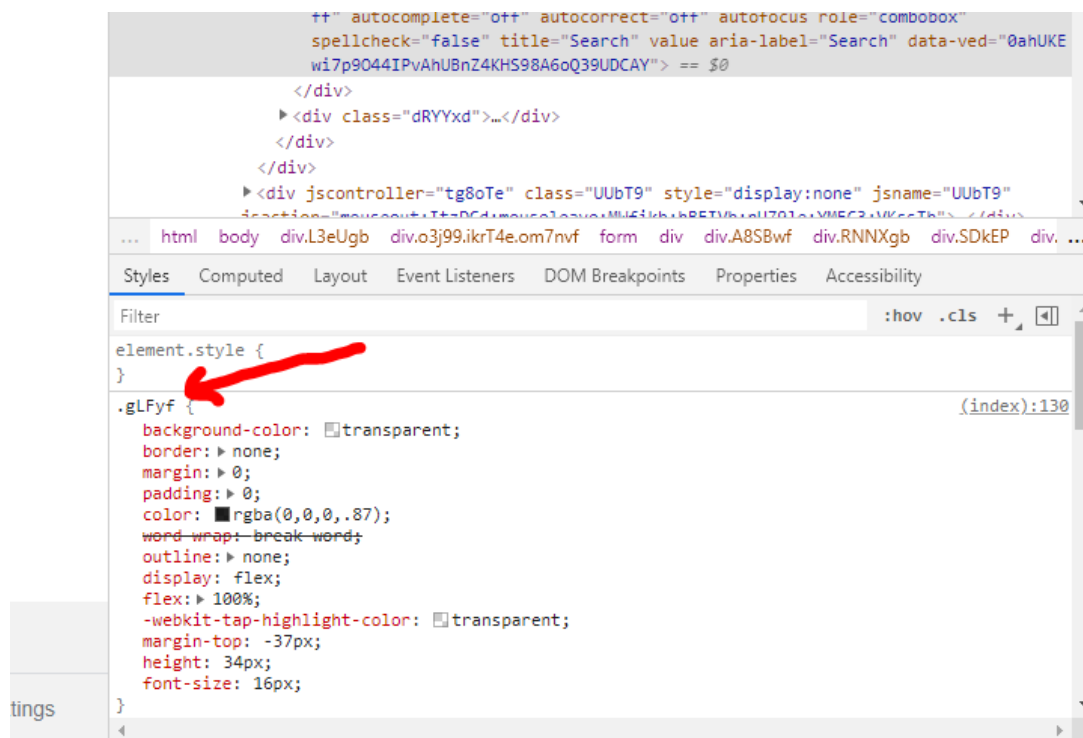 ff" autocomplete="off" autocorrect="off" autofocus role="combobox"
spellcheck="false" title="Search" value aria-label="Search" data-ved="0ahUKE
wi7p9O44IPvAhUBnZ4KHS98A6oQ39UDCAY"> == $0
</div>
<div class="dRYYxd">…</div>
</div>
</div>
<div jscontroller="tg8oTe" class="UUbT9" style="display:none" jsname="UUbT9"
... html body div.L3eUgb div.o3j99.ikrT4e.om7nvf form div div.A8SBwf div.RNNXgb div.SDkEP div. ...
Styles Computed Layout Event Listeners DOM Breakpoints Properties Accessibility
Filter :hov .cls +
element.style {
}
.gLFyf { (index):130
background-color: transparent;
border: none;
margin: 0;
padding: 0;
color: rgba(0,0,0,.87);
word-wrap: break-word;
outline: none;
display: flex;
flex: 100%;
-webkit-tap-highlight-color: transparent;
margin-top: -37px;
height: 34px;
font-size: 16px;
}
tings